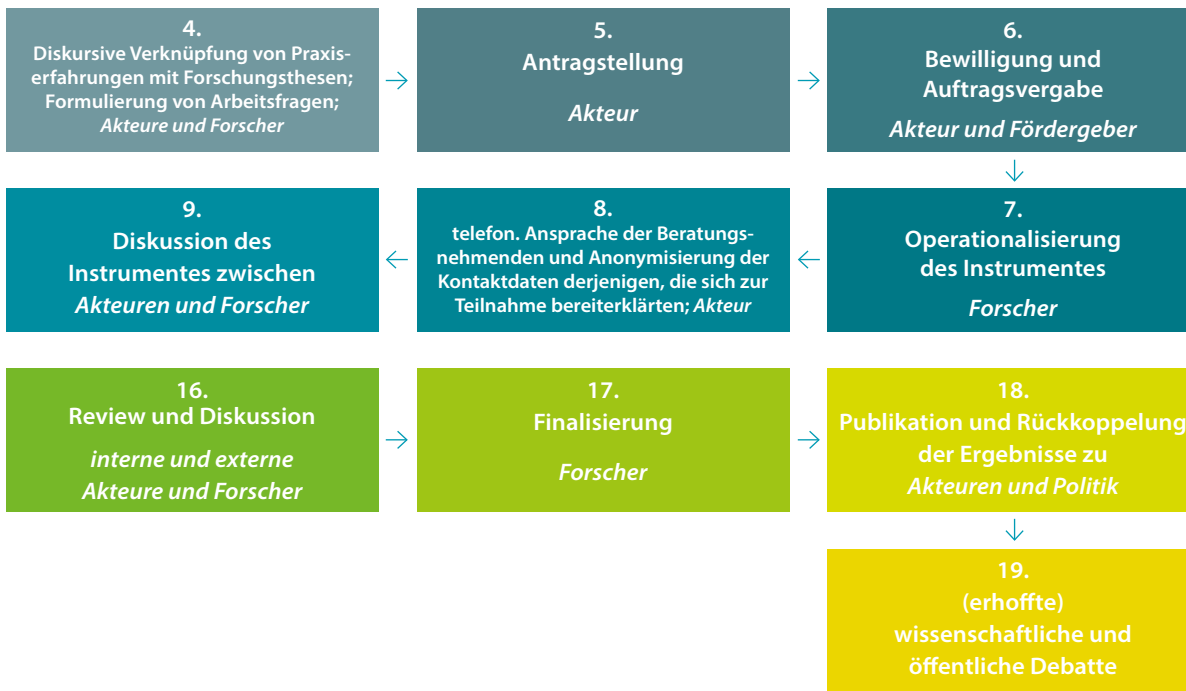 4.
Diskursive Verknüpfung von Praxis-
erfahrungen mit Forschungsthesen;
Formulierung von Arbeitsfragen;
Akteure und Forscher
5.
Antragstellung
Akteur
6.
Bewilligung und
Auftragsvergabe
Akteur und Fördergeber
9.
Diskussion des
Instrumentes zwischen
Akteuren und Forscher
8.
telefon. Ansprache der Beratungs-
nehmenden und Anonymisierung der
Kontaktdaten derjenigen, die sich zur
Teilnahme bereiterklärten; Akteur
7.
Operationalisierung
des Instrumentes
Forscher
16.
Review und Diskussion
interne und externe
Akteure und Forscher
17.
Finalisierung
Forscher
18.
Publikation und Rückkoppelung
der Ergebnisse zu
Akteuren und Politik
19.
(erhoffte)
wissenschaftliche und
öffentliche Debatte